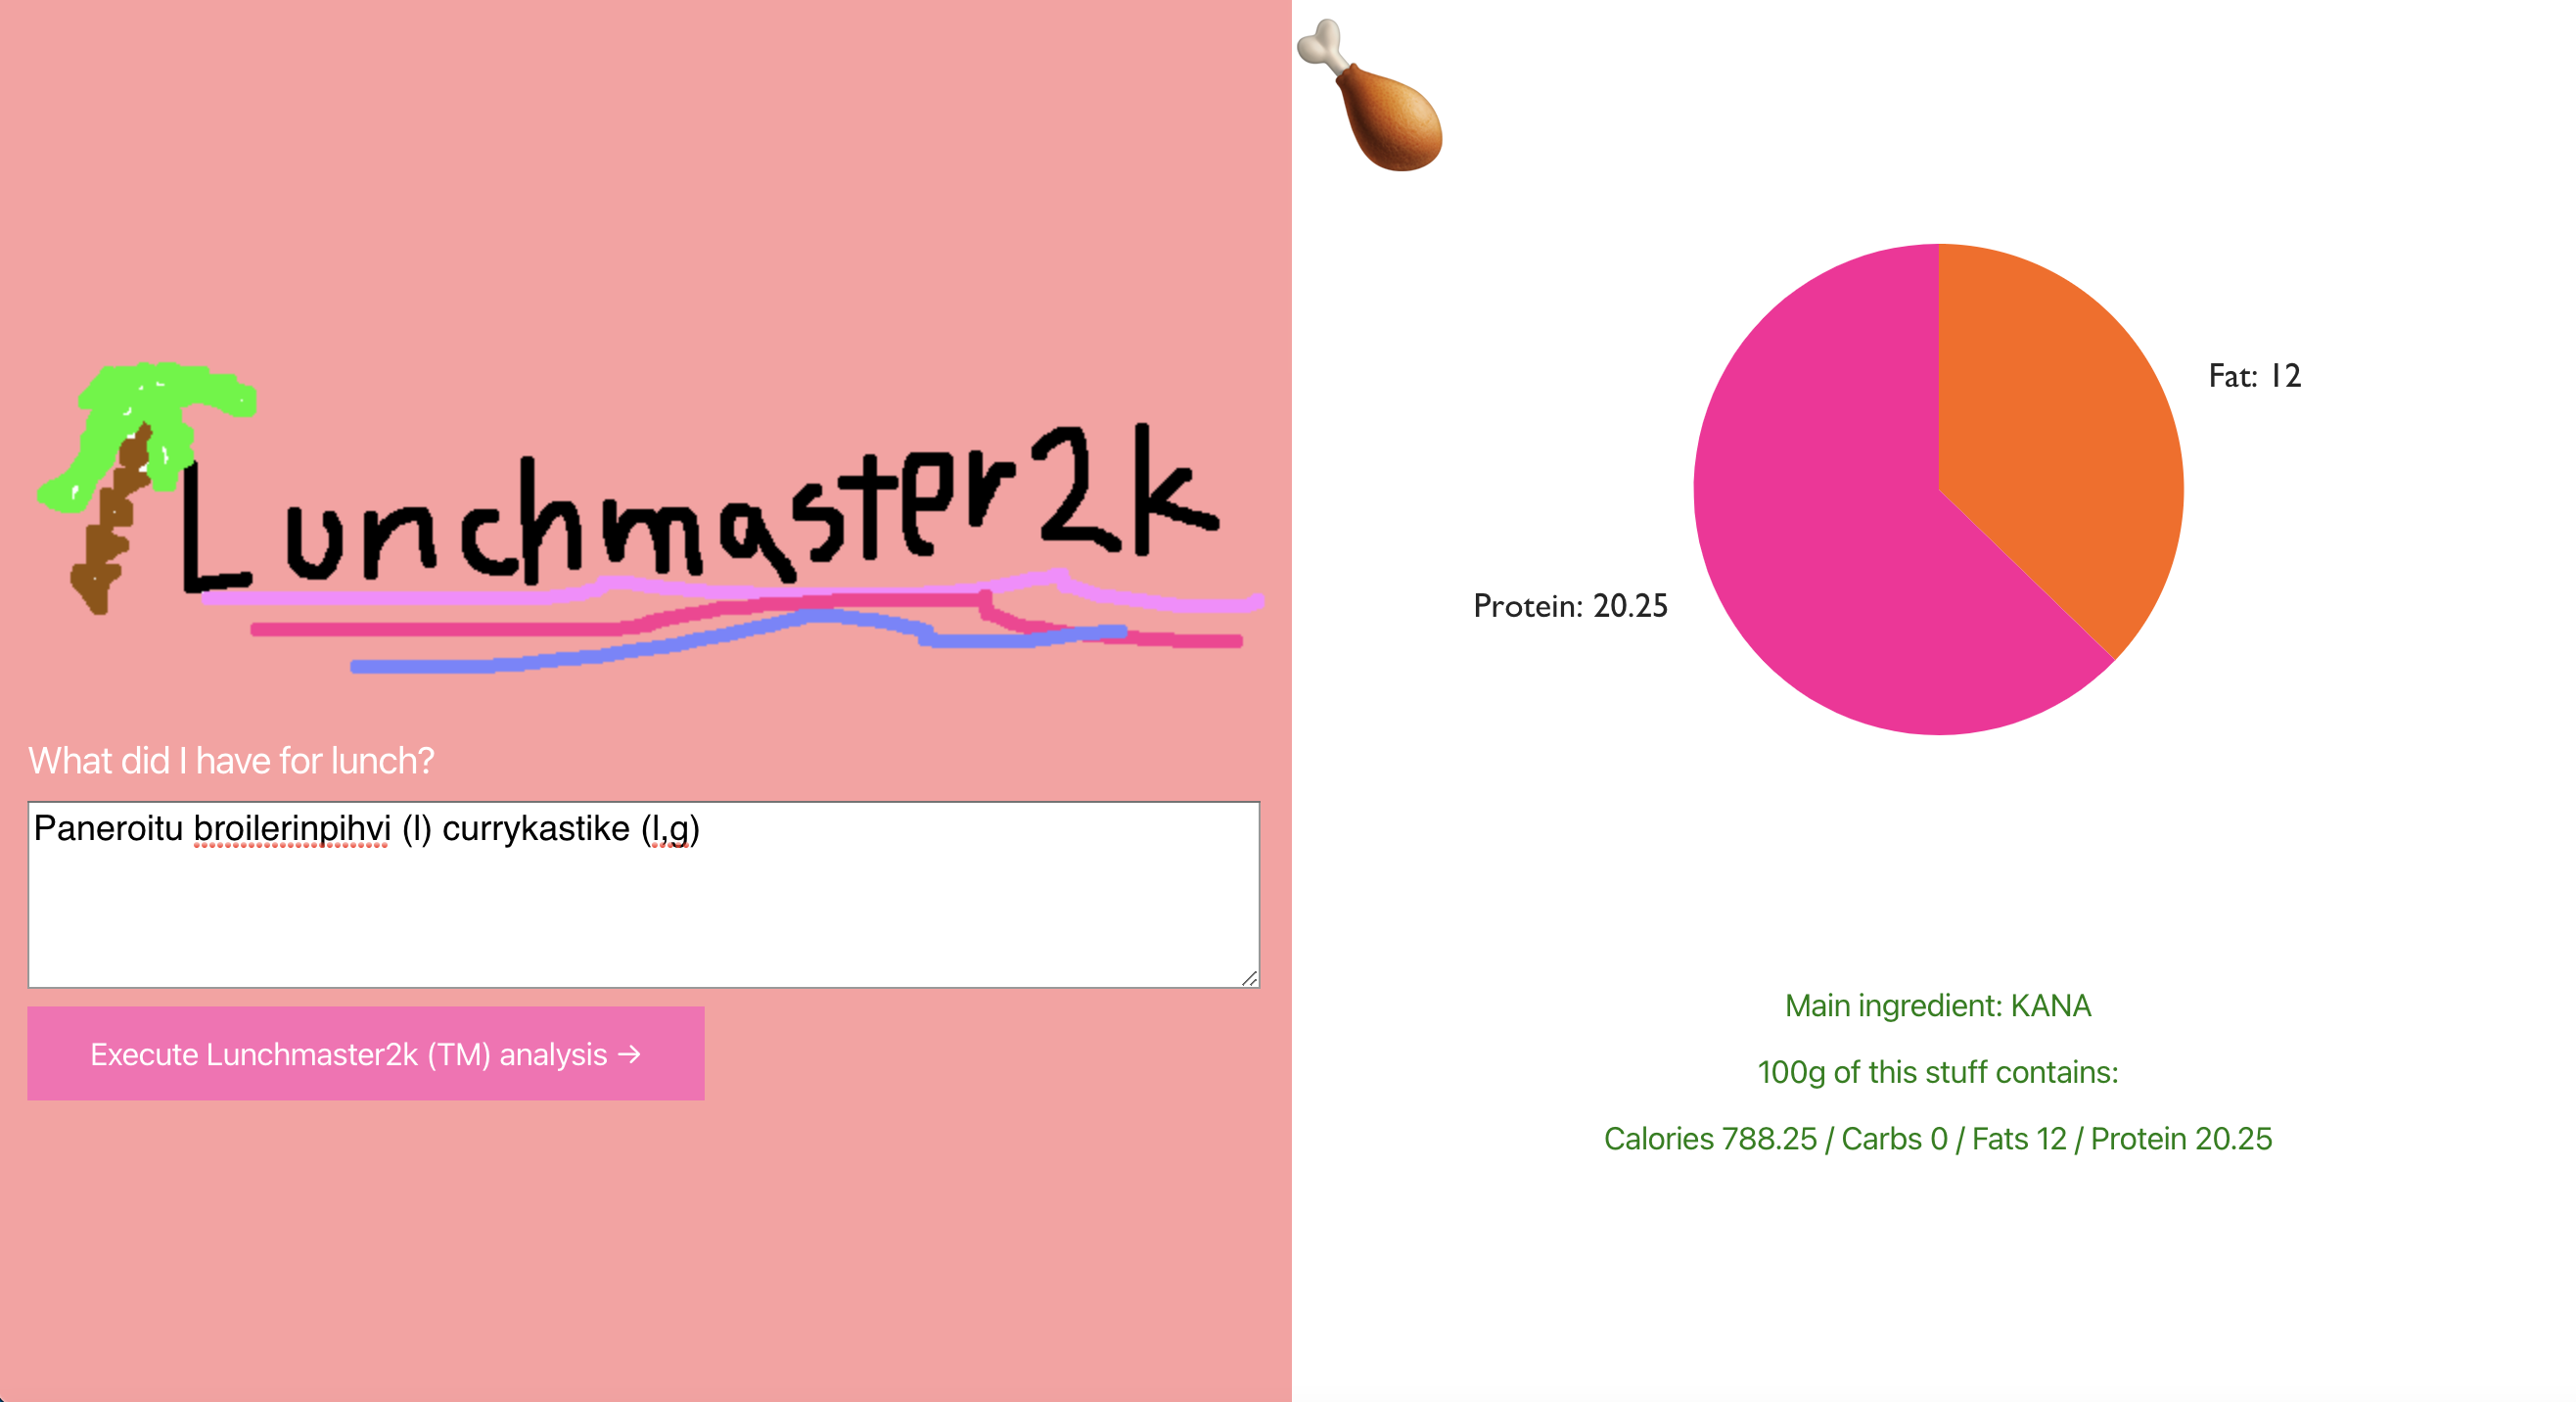 Lunchmaster2k
What did I have for lunch?
Paneroitu broilerinpihvi (l) currykastike (l,g)
Execute Lunchmaster2k (TM) analysis →
Fat: 12
Protein: 20.25
Main ingredient: KANA
100g of this stuff contains:
Calories 788.25 / Carbs 0 / Fats 12 / Protein 20.25